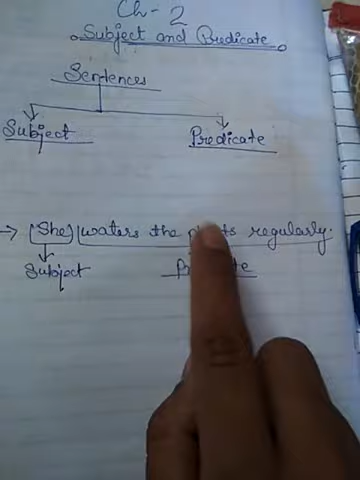 Ch-2
Subject and Predicate
Sentences
Subject Predicate
→ (She) waters the regularly.
Subject